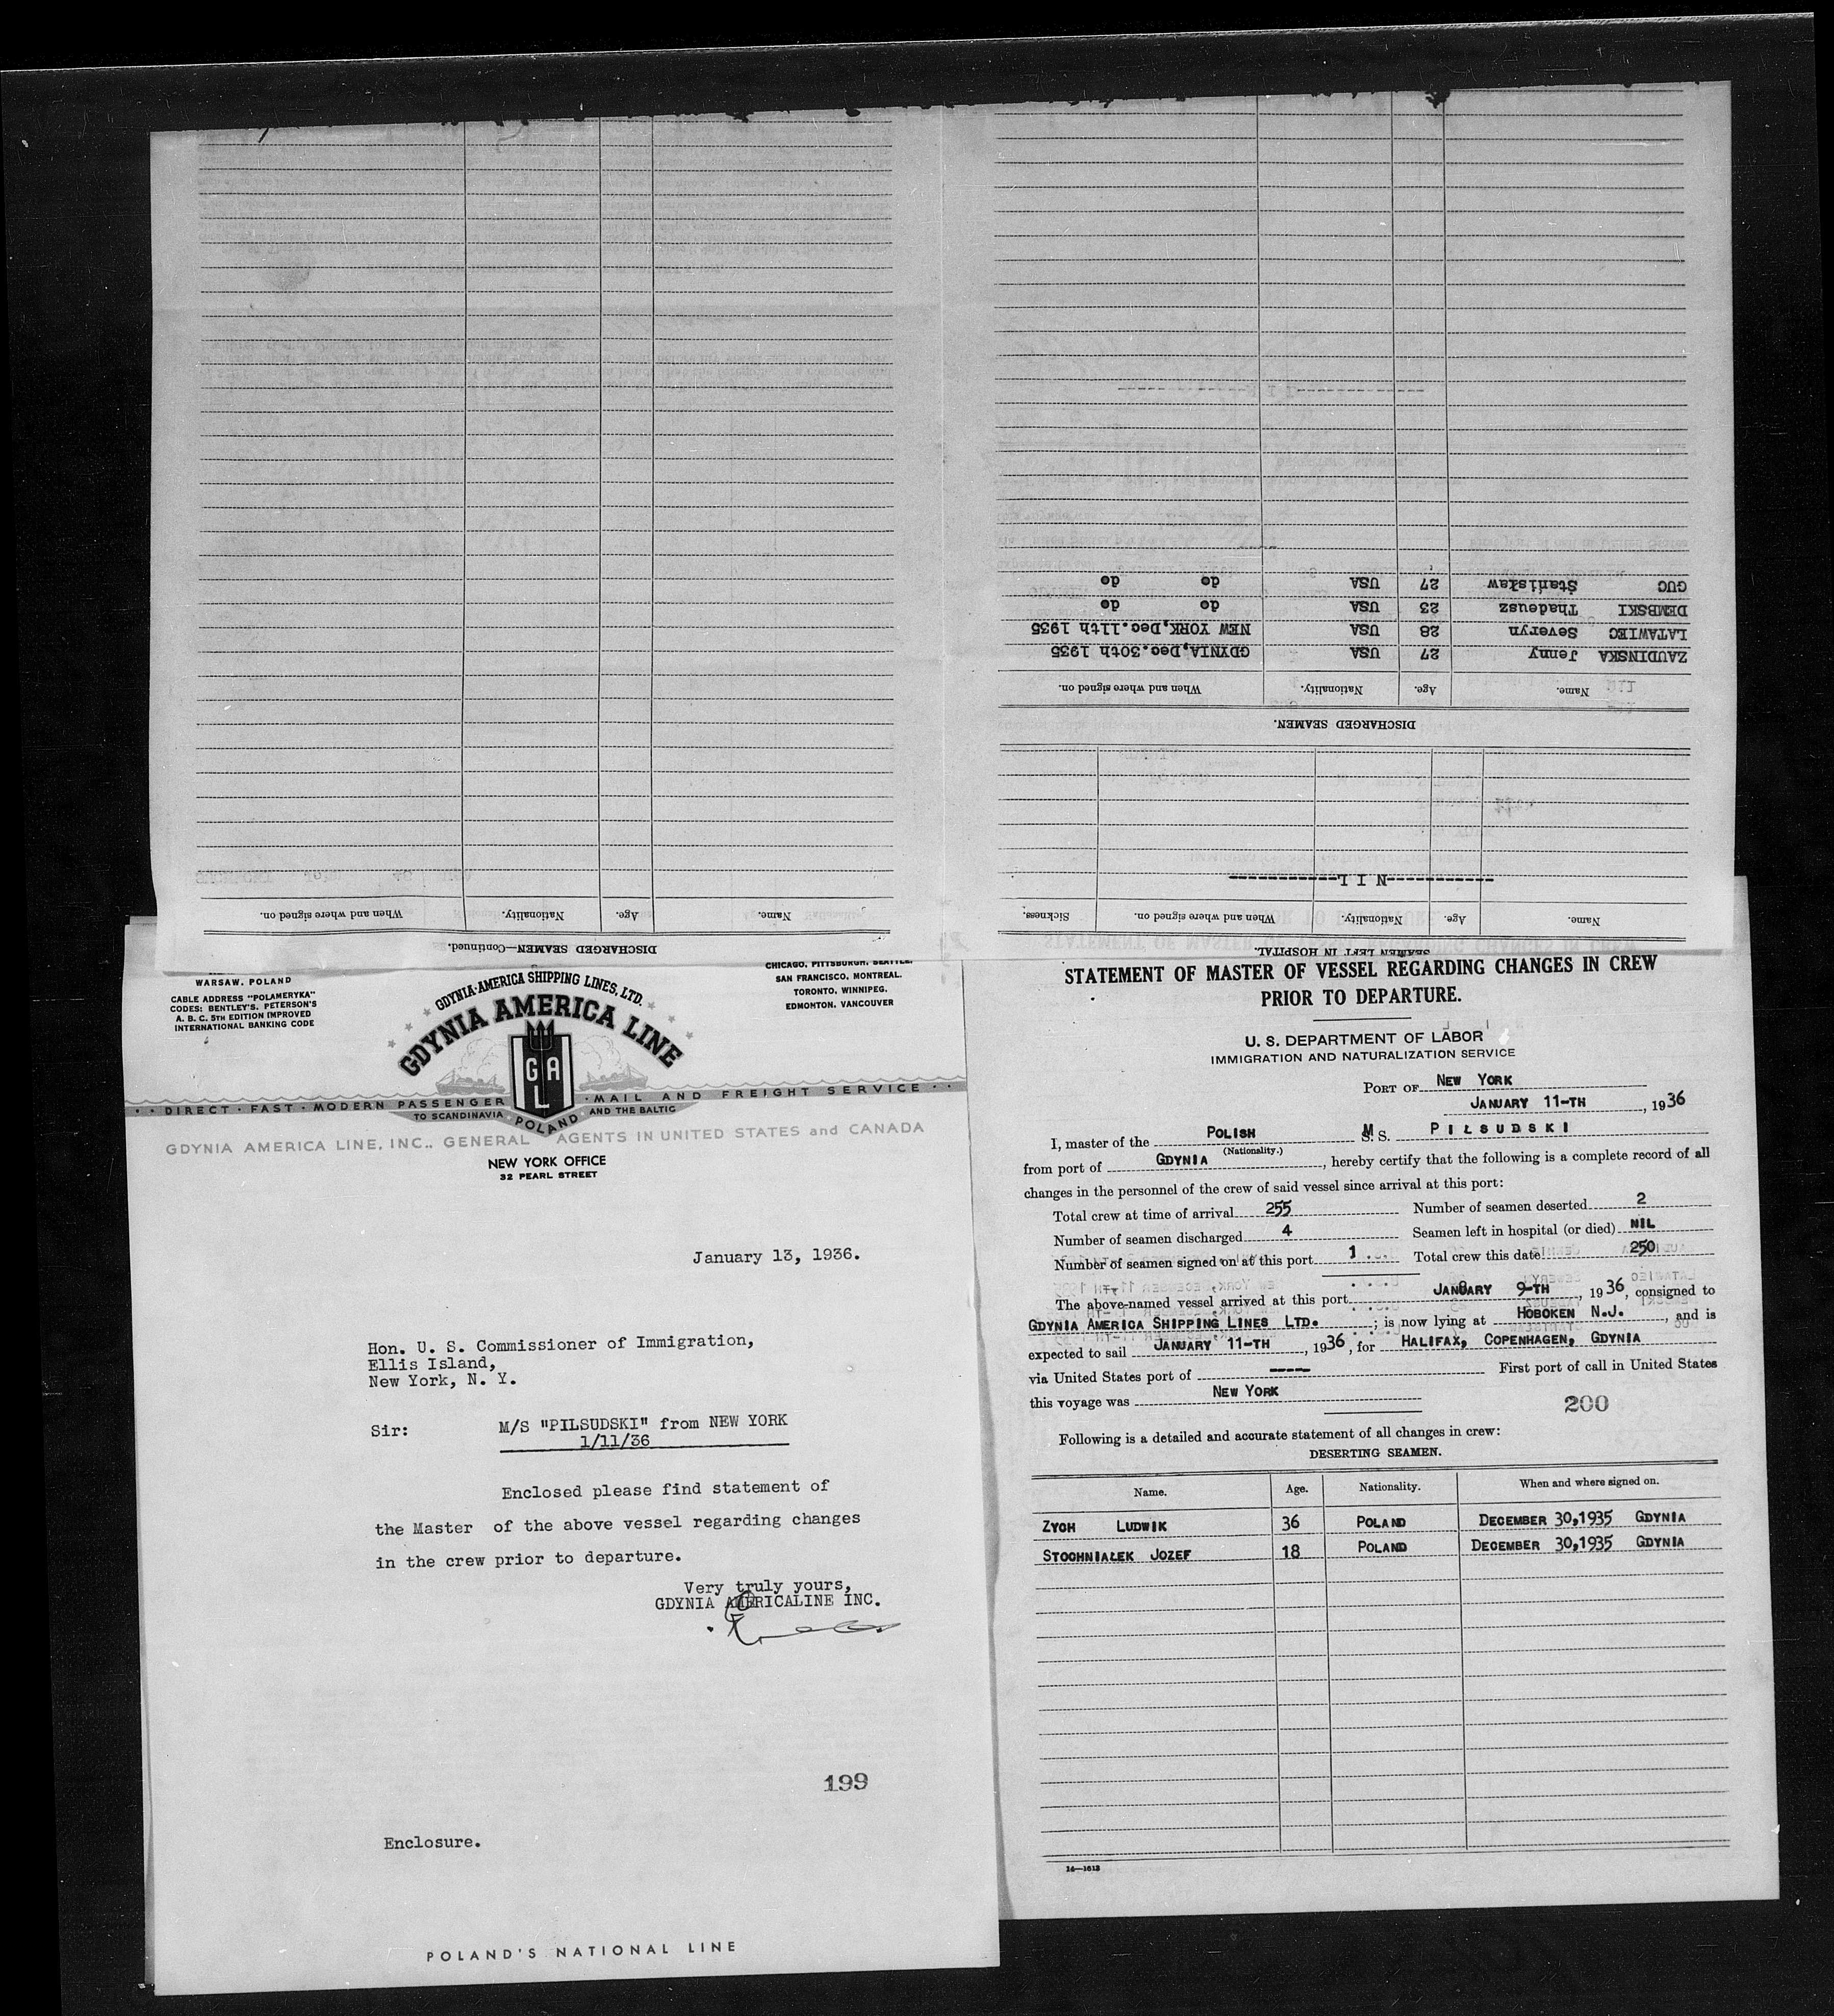 DISCHARGED SEAMEN—Continued.
Name. Age. Nationality. When and where signed on.
SEAMEN LEFT IN HOSPITAL.
Name. Age. Nationality. When and where signed on. Sickness.
-----------N I L-----------
DISCHARGED SEAMEN.
Name. Age. Nationality. When and where signed on.
ZAUDINSKA Jenny 27 USA GDYNIA,Dec.30th 1935
LATAWIEC Severyn 28 USA NEW YORK,Dec.11th 1935
DEMBSKI Thadeusz 23 USA do do
GUC Stanisław 27 USA do do
WARSAW, POLAND
CABLE ADDRESS "POLAMERYKA"
CODES: BENTLEY'S, PETERSON'S
A. B. C. 5TH EDITION IMPROVED
INTERNATIONAL BANKING CODE
GDYNIA-AMERICA SHIPPING LINES, LTD.
GDYNIA AMERICA LINE
G A L
CHICAGO, PITTSBURGH, SEATTLE,
SAN FRANCISCO, MONTREAL,
TORONTO, WINNIPEG,
EDMONTON, VANCOUVER
· · DIRECT · FAST · MODERN PASSENGER · MAIL AND FREIGHT SERVICE · ·
TO SCANDINAVIA · POLAND · AND THE BALTIC
GDYNIA AMERICA LINE, INC., GENERAL AGENTS IN UNITED STATES and CANADA
NEW YORK OFFICE
32 PEARL STREET
January 13, 1936.
Hon. U. S. Commissioner of Immigration,
Ellis Island,
New York, N. Y.
Sir: M/S "PILSUDSKI" from NEW YORK
1/11/36
Enclosed please find statement of
the Master of the above vessel regarding changes
in the crew prior to departure.
Very truly yours,
GDYNIA AMERICALINE INC.
199
Enclosure.
POLAND'S NATIONAL LINE
STATEMENT OF MASTER OF VESSEL REGARDING CHANGES IN CREW
PRIOR TO DEPARTURE.
U. S. DEPARTMENT OF LABOR
IMMIGRATION AND NATURALIZATION SERVICE
PORT OF NEW YORK
JANUARY 11-TH, 1936
I, master of the POLISH M S. PIŁSUDSKI
(Nationality.)
from port of GDYNIA, hereby certify that the following is a complete record of all
changes in the personnel of the crew of said vessel since arrival at this port:
Total crew at time of arrival 255 Number of seamen deserted 2
Number of seamen discharged 4 Seamen left in hospital (or died) NIL
Number of seamen signed on at this port 1 Total crew this date 250
The above-named vessel arrived at this port JANUARY 9-TH, 1936, consigned to
GDYNIA AMERICA SHIPPING LINES LTD. ; is now lying at HOBOKEN N.J., and is
expected to sail JANUARY 11-TH, 1936, for HALIFAX, COPENHAGEN, GDYNIA
via United States port of ----- First port of call in United States
this voyage was NEW YORK
200
Following is a detailed and accurate statement of all changes in crew:
DESERTING SEAMEN.
Name. Age. Nationality. When and where signed on.
ZYCH LUDWIK 36 POLAND DECEMBER 30,1935 GDYNIA
STOCHNIAŁEK JOZEF 18 POLAND DECEMBER 30,1935 GDYNIA
14—1613